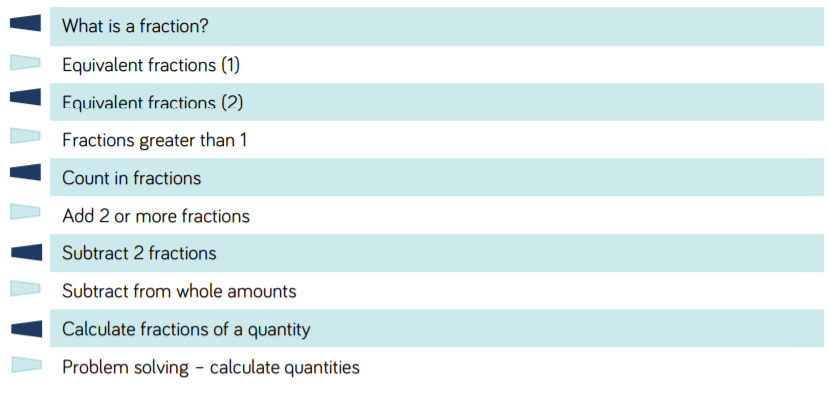 What is a fraction?
Equivalent fractions (1)
Equivalent fractions (2)
Fractions greater than 1
Count in fractions
Add 2 or more fractions
Subtract 2 fractions
Subtract from whole amounts
Calculate fractions of a quantity
Problem solving – calculate quantities